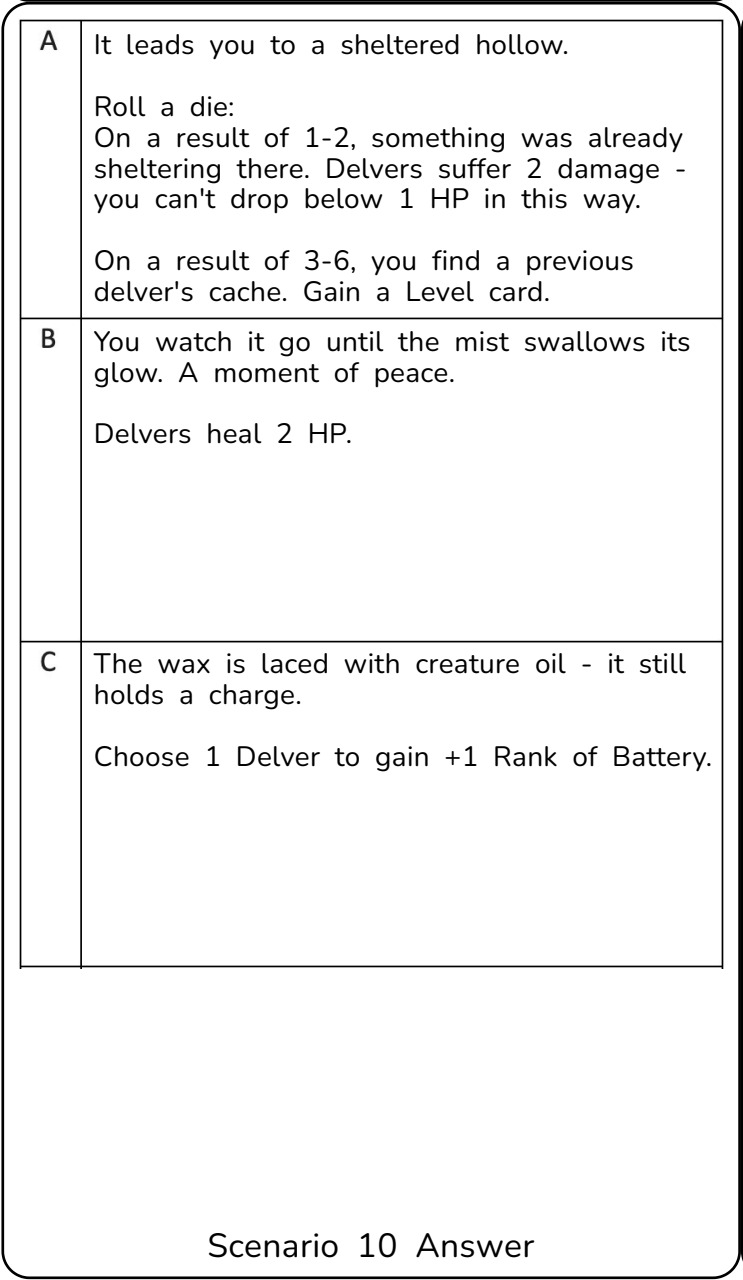 A
It leads you to a sheltered hollow.
Roll a die:
On a result of 1-2, something was already
sheltering there. Delvers suffer 2 damage -
you can't drop below 1 HP in this way.
On a result of 3-6, you find a previous
delver's cache. Gain a Level card.
B
You watch it go until the mist swallows its
glow. A moment of peace.
Delvers heal 2 HP.
C
The wax is laced with creature oil - it still
holds a charge.
Choose 1 Delver to gain +1 Rank of Battery.
Scenario 10 Answer